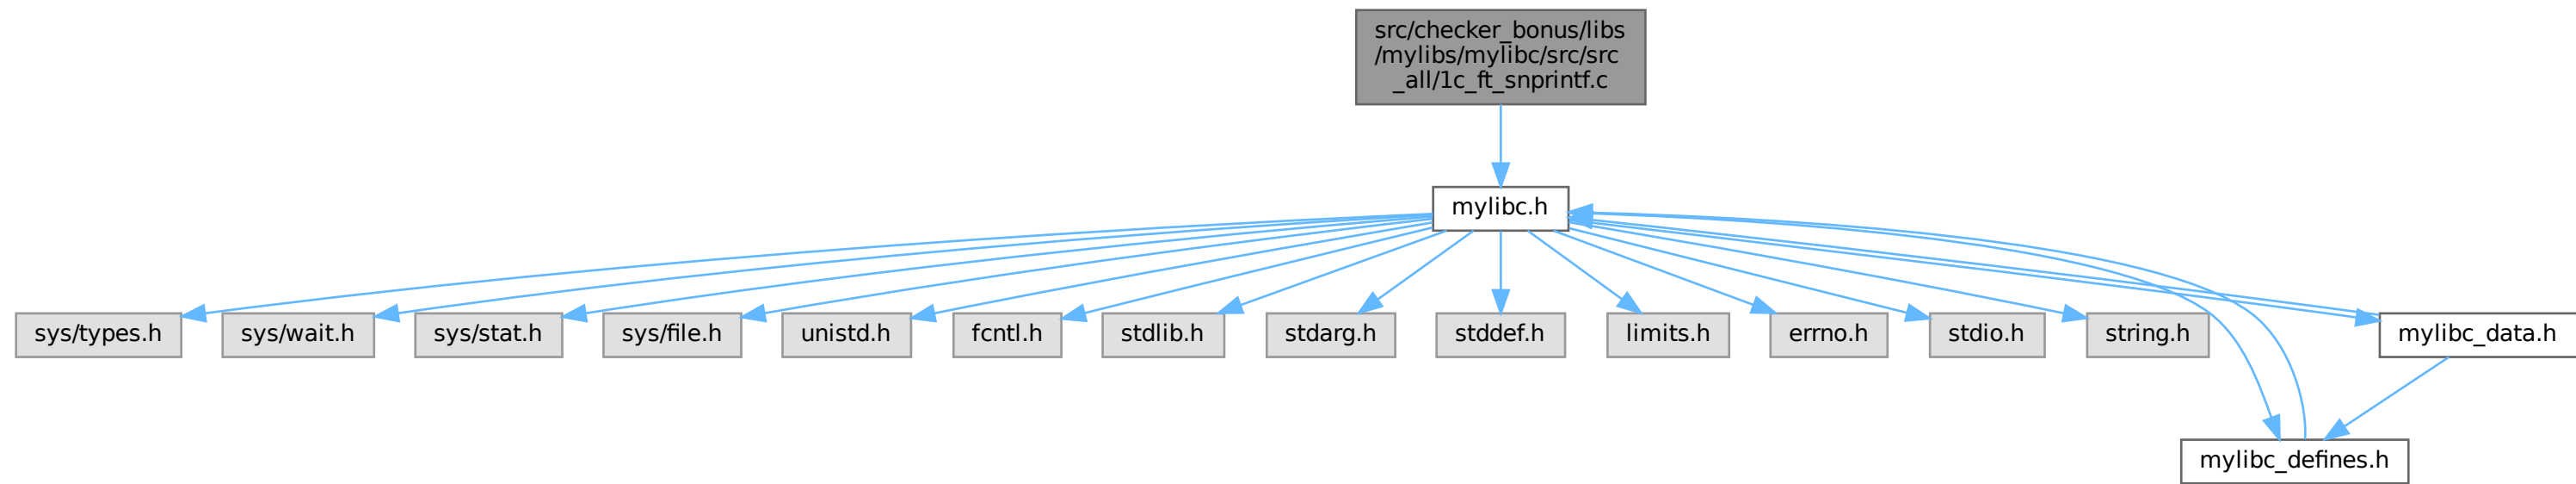 src/checker_bonus/libs
/mylibs/mylibc/src/src
_all/1c_ft_snprintf.c
mylibc.h
sys/types.h
sys/wait.h
sys/stat.h
sys/file.h
unistd.h
fcntl.h
stdlib.h
stdarg.h
stddef.h
limits.h
errno.h
stdio.h
string.h
mylibc_data.h
mylibc_defines.h